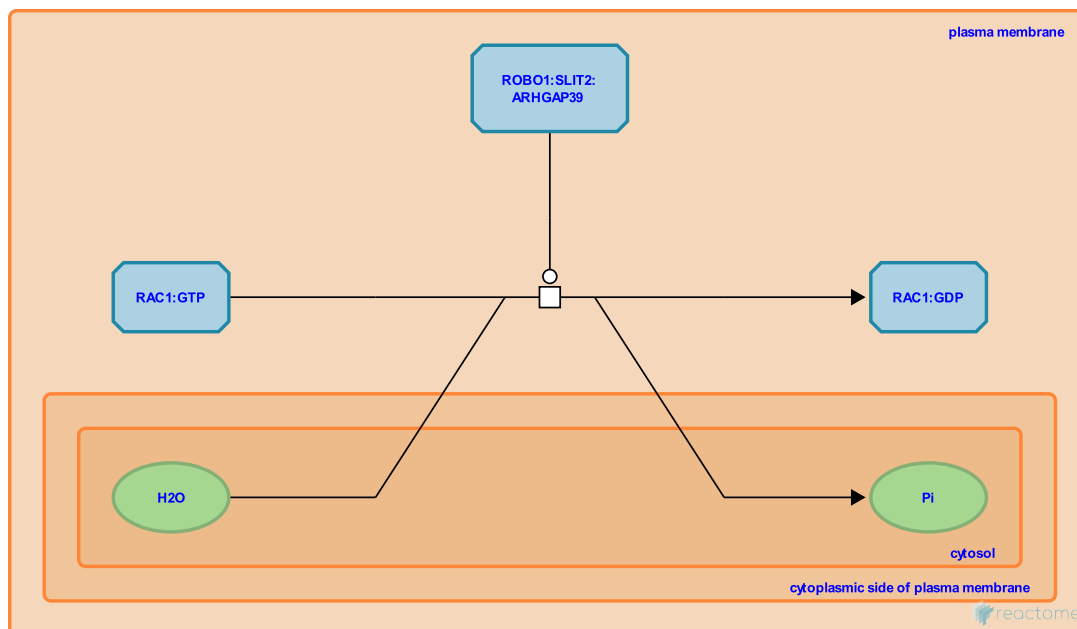 plasma membrane
ROBO1:SLIT2:
ARHGAP39
RAC1:GTP
RAC1:GDP
H2O
Pi
cytosol
cytoplasmic side of plasma membrane
reactome